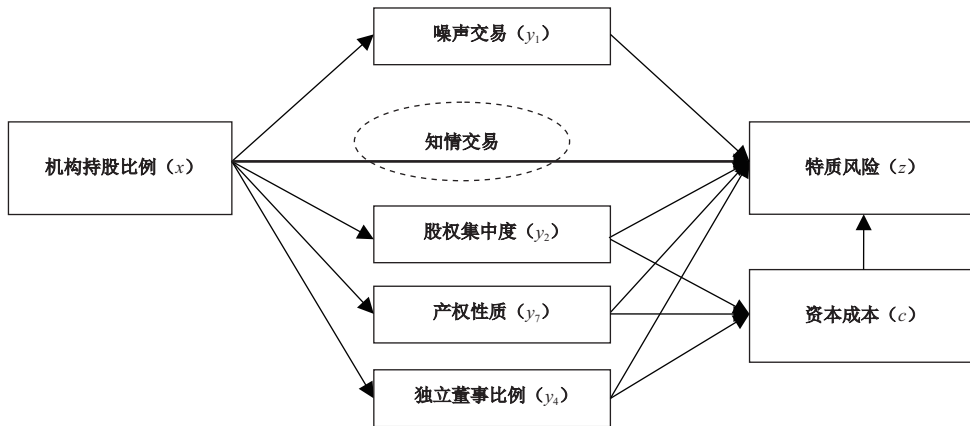 噪声交易（y₁）
知情交易
机构持股比例（x）
特质风险（z）
股权集中度（y₂）
产权性质（y₇）
资本成本（c）
独立董事比例（y₄）